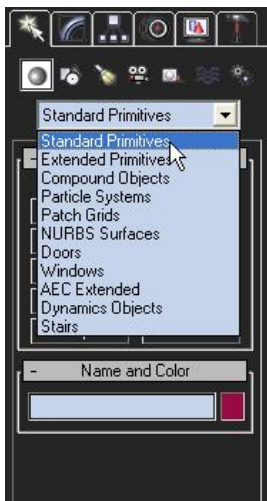 Standard Primitives
Standard Primitives
Extended Primitives
Compound Objects
Particle Systems
Patch Grids
NURBS Surfaces
Doors
Windows
AEC Extended
Dynamics Objects
Stairs
- Name and Color